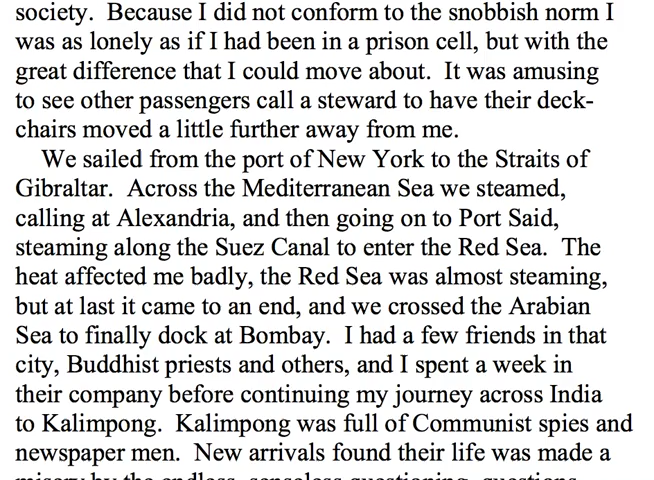 society.  Because I did not conform to the snobbish norm I
was as lonely as if I had been in a prison cell, but with the
great difference that I could move about.  It was amusing
to see other passengers call a steward to have their deck-
chairs moved a little further away from me.
We sailed from the port of New York to the Straits of
Gibraltar.  Across the Mediterranean Sea we steamed,
calling at Alexandria, and then going on to Port Said,
steaming along the Suez Canal to enter the Red Sea.  The
heat affected me badly, the Red Sea was almost steaming,
but at last it came to an end, and we crossed the Arabian
Sea to finally dock at Bombay.  I had a few friends in that
city, Buddhist priests and others, and I spent a week in
their company before continuing my journey across India
to Kalimpong.  Kalimpong was full of Communist spies and
newspaper men.  New arrivals found their life was made a
misery by the endless, senseless questioning, questions